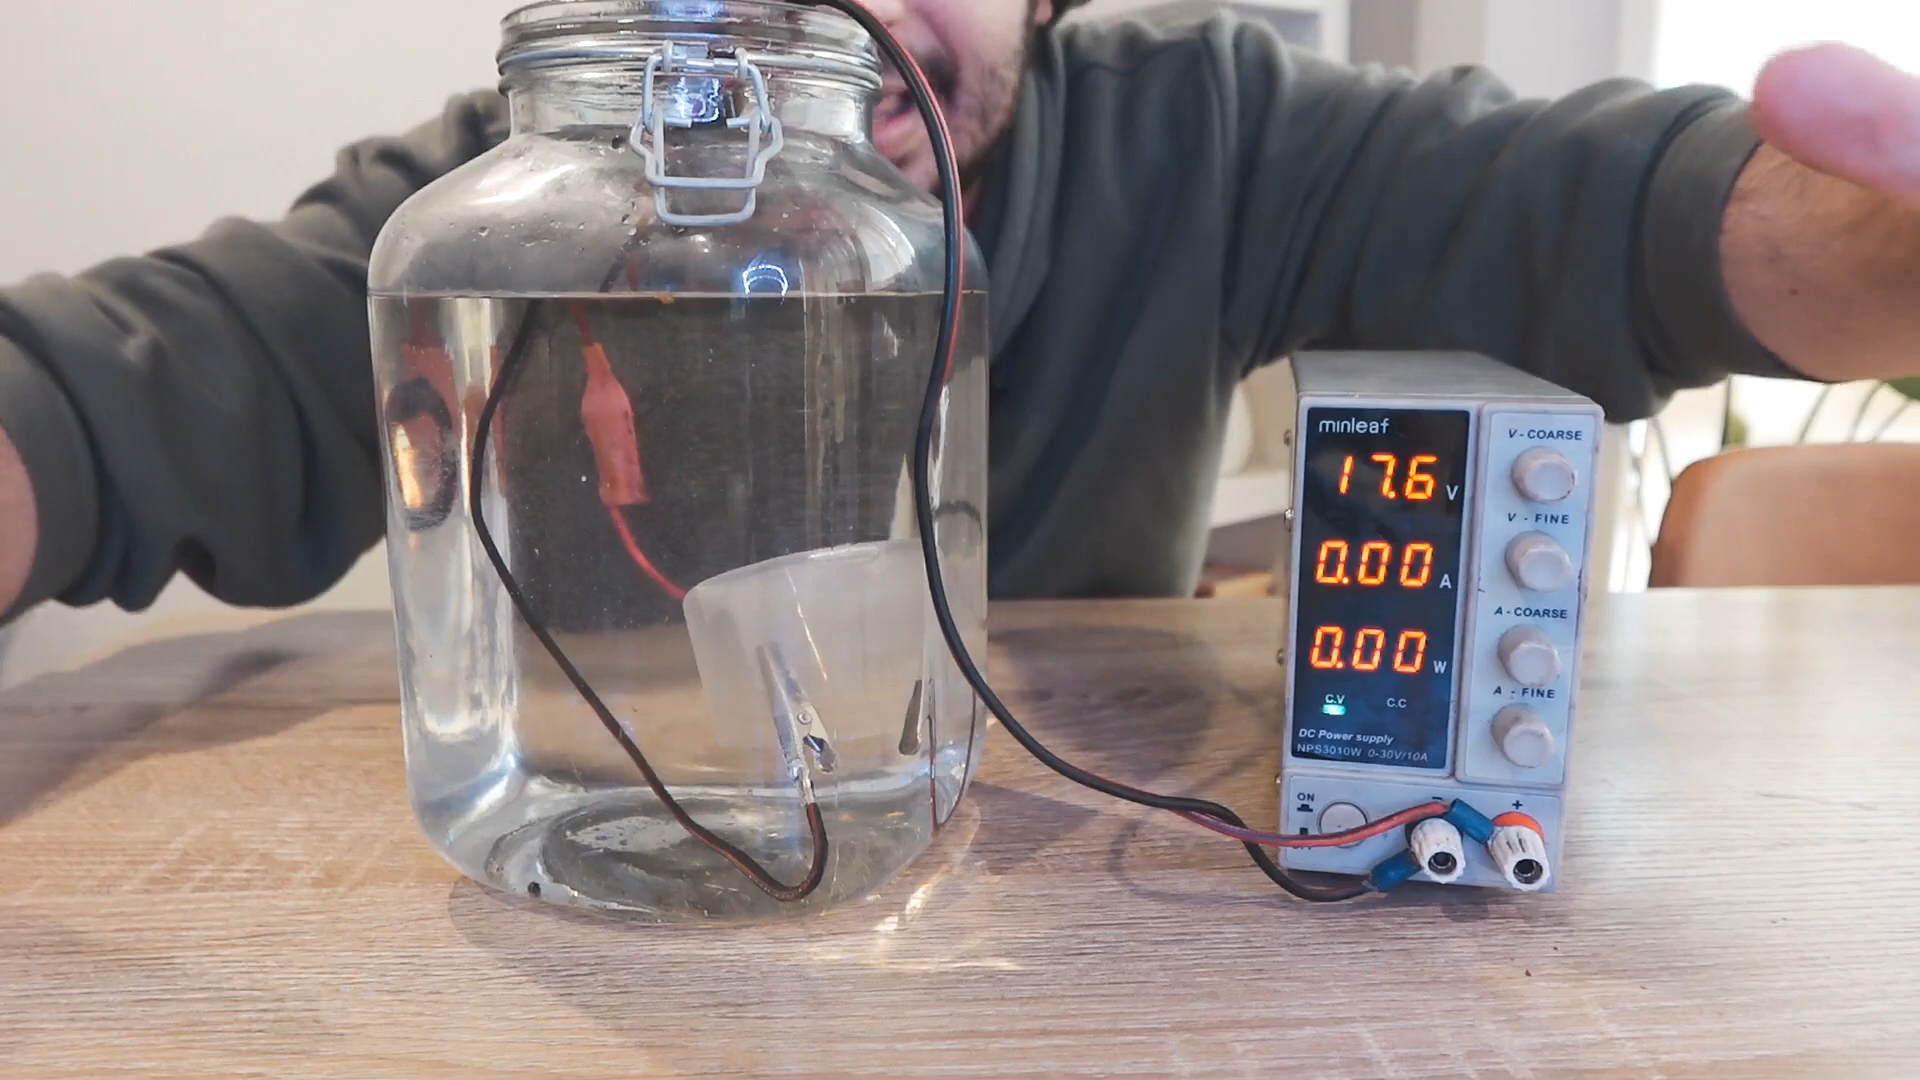 minleaf
17.6 V
0.00 A
0.00 W
C.V C.C
DC Power supply
NPS3010W 0-30V/10A
V - COARSE
V - FINE
A - COARSE
A - FINE
ON
- +